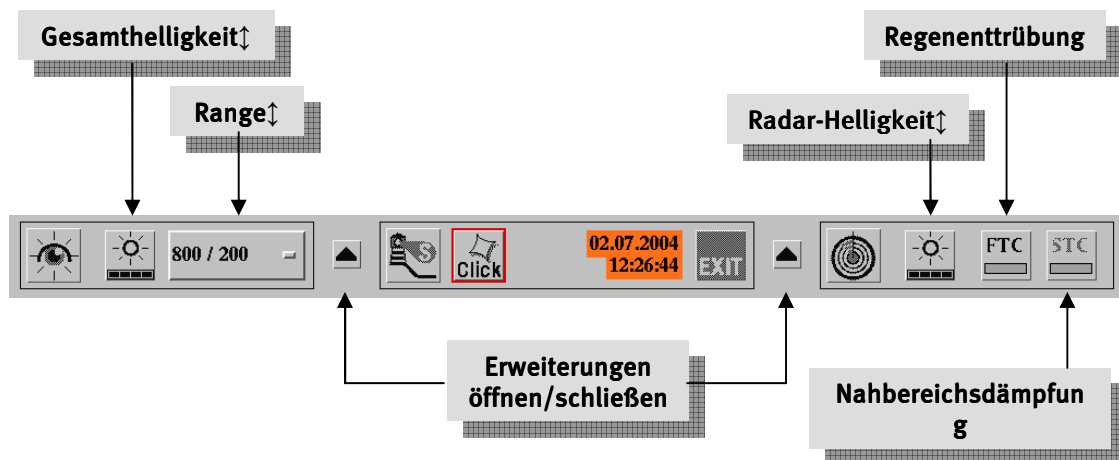 Gesamthelligkeit↕
Regenenttrübung
Range↕
Radar-Helligkeit↕
800 / 200
S
Click
02.07.2004
12:26:44
EXIT
FTC
STC
Erweiterungen
öffnen/schließen
Nahbereichsdämpfun
g